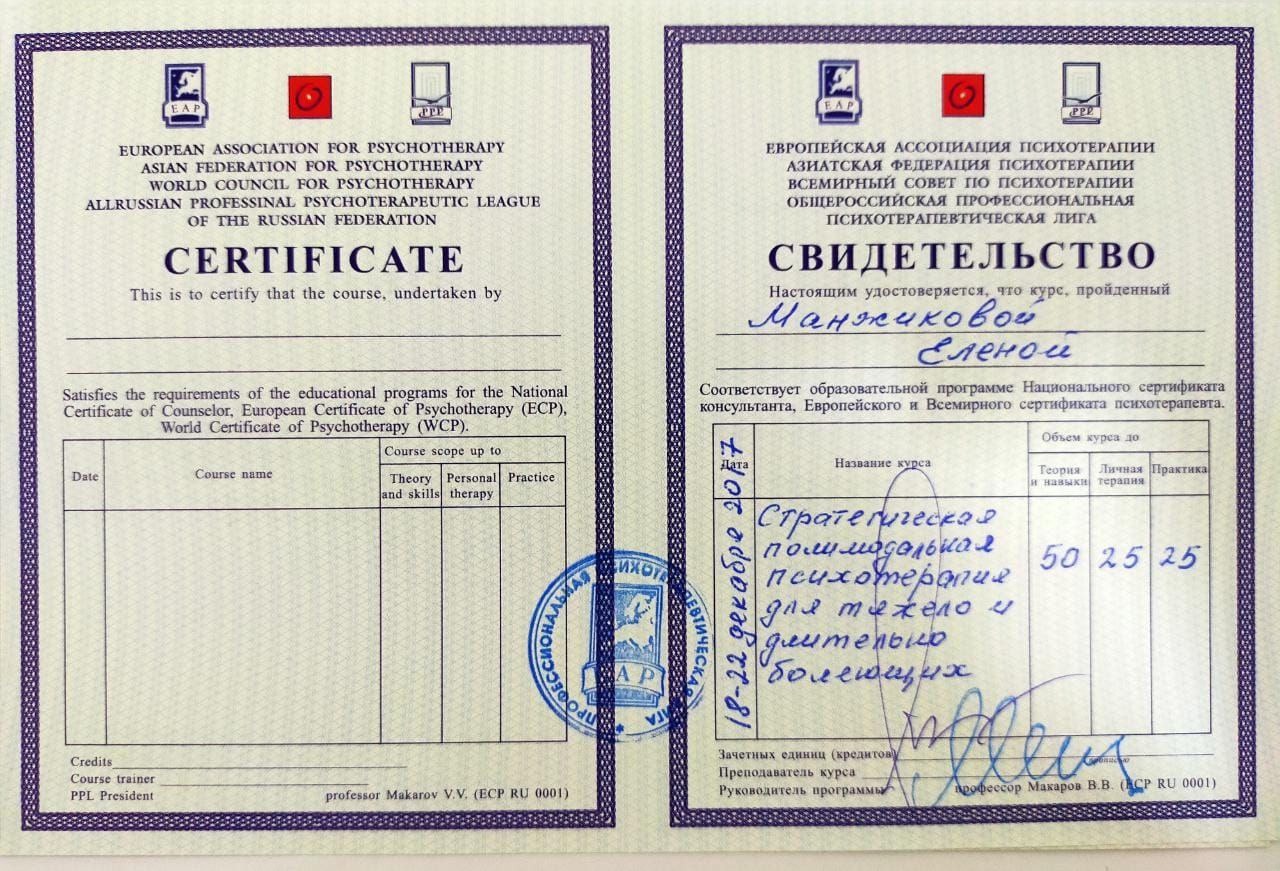 EAP
PPP
EUROPEAN ASSOCIATION FOR PSYCHOTHERAPY
ASIAN FEDERATION FOR PSYCHOTHERAPY
WORLD COUNCIL FOR PSYCHOTHERAPY
ALLRUSSIAN PROFESSINAL PSYCHOTERAPEUTIC LEAGUE
OF THE RUSSIAN FEDERATION
CERTIFICATE
This is to certify that the course, undertaken by
Satisfies the requirements of the educational programs for the National
Certificate of Counselor, European Certificate of Psychotherapy (ECP),
World Certificate of Psychotherapy (WCP).
Date
Course name
Course scope up to
Theory and skills
Personal therapy
Practice
Credits
Course trainer
PPL President professor Makarov V.V. (ECP RU 0001)
ПРОФЕССИОНАЛЬНАЯ ПСИХОТЕРАПЕВТИЧЕСКАЯ ЛИГА
EAP
EAP
PPP
ЕВРОПЕЙСКАЯ АССОЦИАЦИЯ ПСИХОТЕРАПИИ
АЗИАТСКАЯ ФЕДЕРАЦИЯ ПСИХОТЕРАПИИ
ВСЕМИРНЫЙ СОВЕТ ПО ПСИХОТЕРАПИИ
ОБЩЕРОССИЙСКАЯ ПРОФЕССИОНАЛЬНАЯ
ПСИХОТЕРАПЕВТИЧЕСКАЯ ЛИГА
СВИДЕТЕЛЬСТВО
Настоящим удостоверяется, что курс, пройденный
Манжиковой
Еленой
Соответствует образовательной программе Национального сертификата
консультанта, Европейского и Всемирного сертификата психотерапевта.
Дата
Название курса
Объем курса до
Теория и навыки
Личная терапия
Практика
18-22 декабря 2017
Стратегическая
полимодальная
психотерапия
для тяжело и
длительно
болеющих
50 25 25
Зачетных единиц (кредитов)
прописью
Преподаватель курса
Руководитель программы профессор Макаров В.В. (ECP RU 0001)